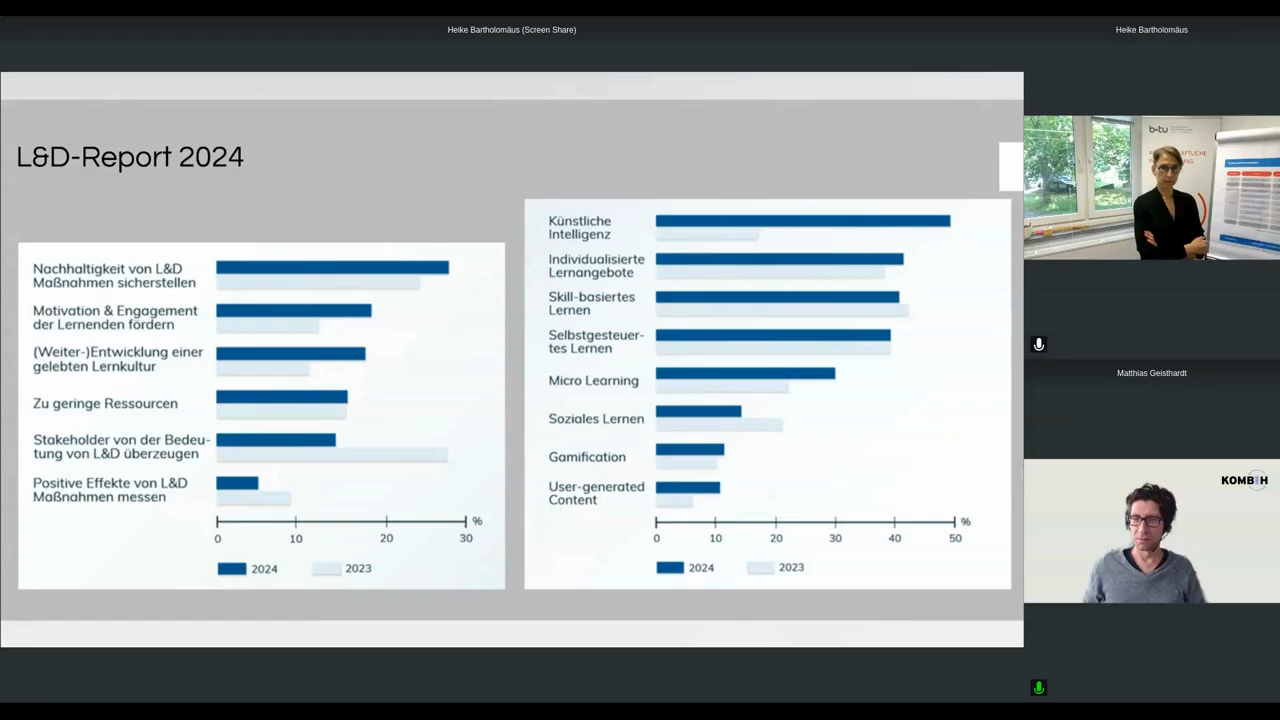 Heike Bartholomäus (Screen Share)
Heike Bartholomäus
L&D-Report 2024
Nachhaltigkeit von L&D
Maßnahmen sicherstellen
Motivation & Engagement
der Lernenden fördern
(Weiter-)Entwicklung einer
gelebten Lernkultur
Zu geringe Ressourcen
Stakeholder von der Bedeu-
tung von L&D überzeugen
Positive Effekte von L&D
Maßnahmen messen
%
0 10 20 30
2024 2023
Künstliche
Intelligenz
Individualisierte
Lernangebote
Skill-basiertes
Lernen
Selbstgesteuer-
tes Lernen
Micro Learning
Soziales Lernen
Gamification
User-generated
Content
%
0 10 20 30 40 50
2024 2023
b-tu
Matthias Geisthardt
KOMBiH